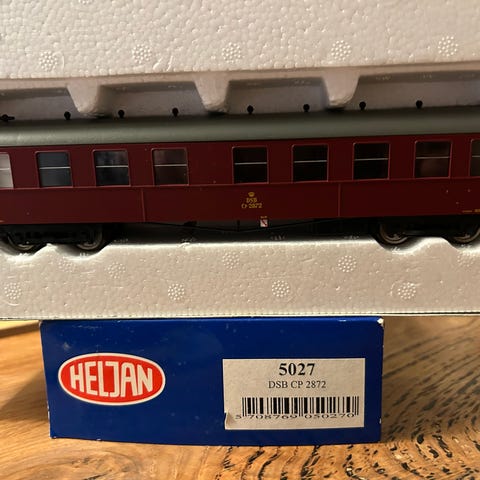 DSB
CP 2872
HELJAN
5027
DSB CP 2872
5 708769 050270